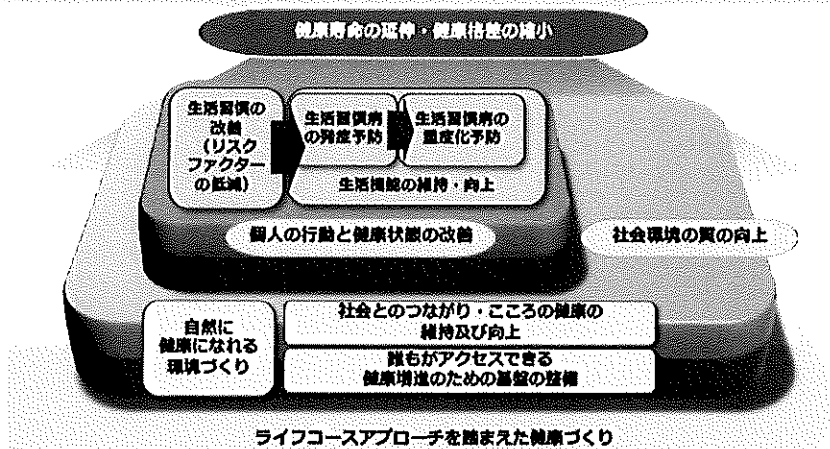 健康寿命の延伸・健康格差の縮小
生活習慣の
改善
(リスク
ファクター
の低減)
生活習慣病
の発症予防
生活習慣病の
重症化予防
生活機能の維持・向上
個人の行動と健康状態の改善
社会環境の質の向上
自然に
健康になれる
環境づくり
社会とのつながり・こころの健康の
維持及び向上
誰もがアクセスできる
健康増進のための基盤の整備
ライフコースアプローチを踏まえた健康づくり